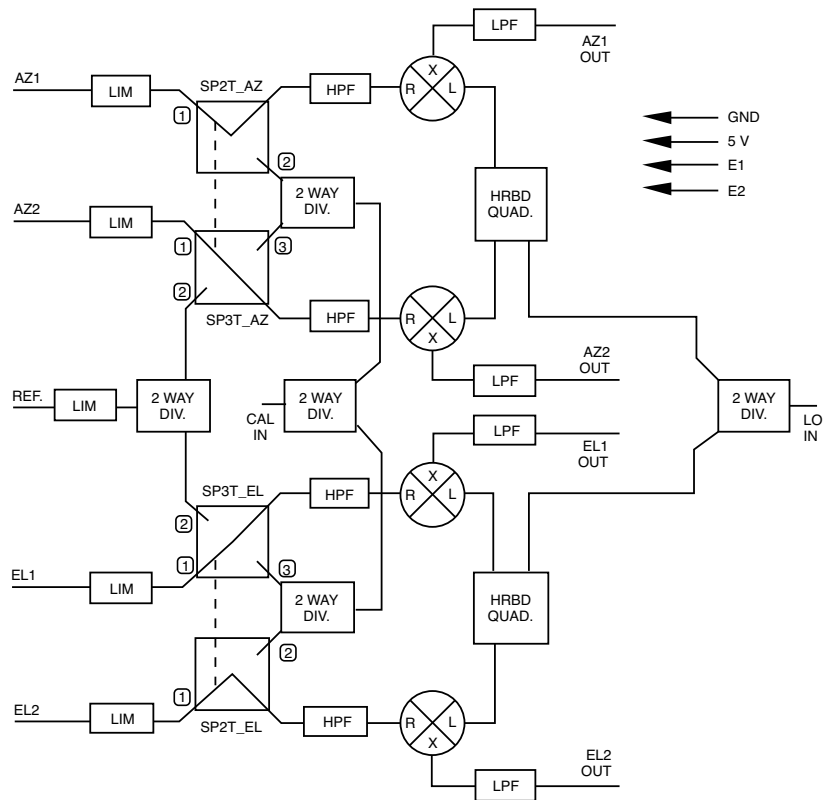 LPF
AZ1
OUT
X
R
L
HPF
SP2T_AZ
AZ1
LIM
1
2
GND
5 V
E1
E2
2 WAY
DIV.
HRBD
QUAD.
AZ2
LIM
1
3
2
SP3T_AZ
HPF
R
L
X
AZ2
OUT
LPF
REF.
LIM
2 WAY
DIV.
CAL
IN
2 WAY
DIV.
2 WAY
DIV.
LO
IN
LPF
EL1
OUT
X
R
L
HPF
SP3T_EL
2
1
3
EL1
LIM
2 WAY
DIV.
HRBD
QUAD.
2
1
EL2
LIM
SP2T_EL
HPF
R
L
X
EL2
OUT
LPF